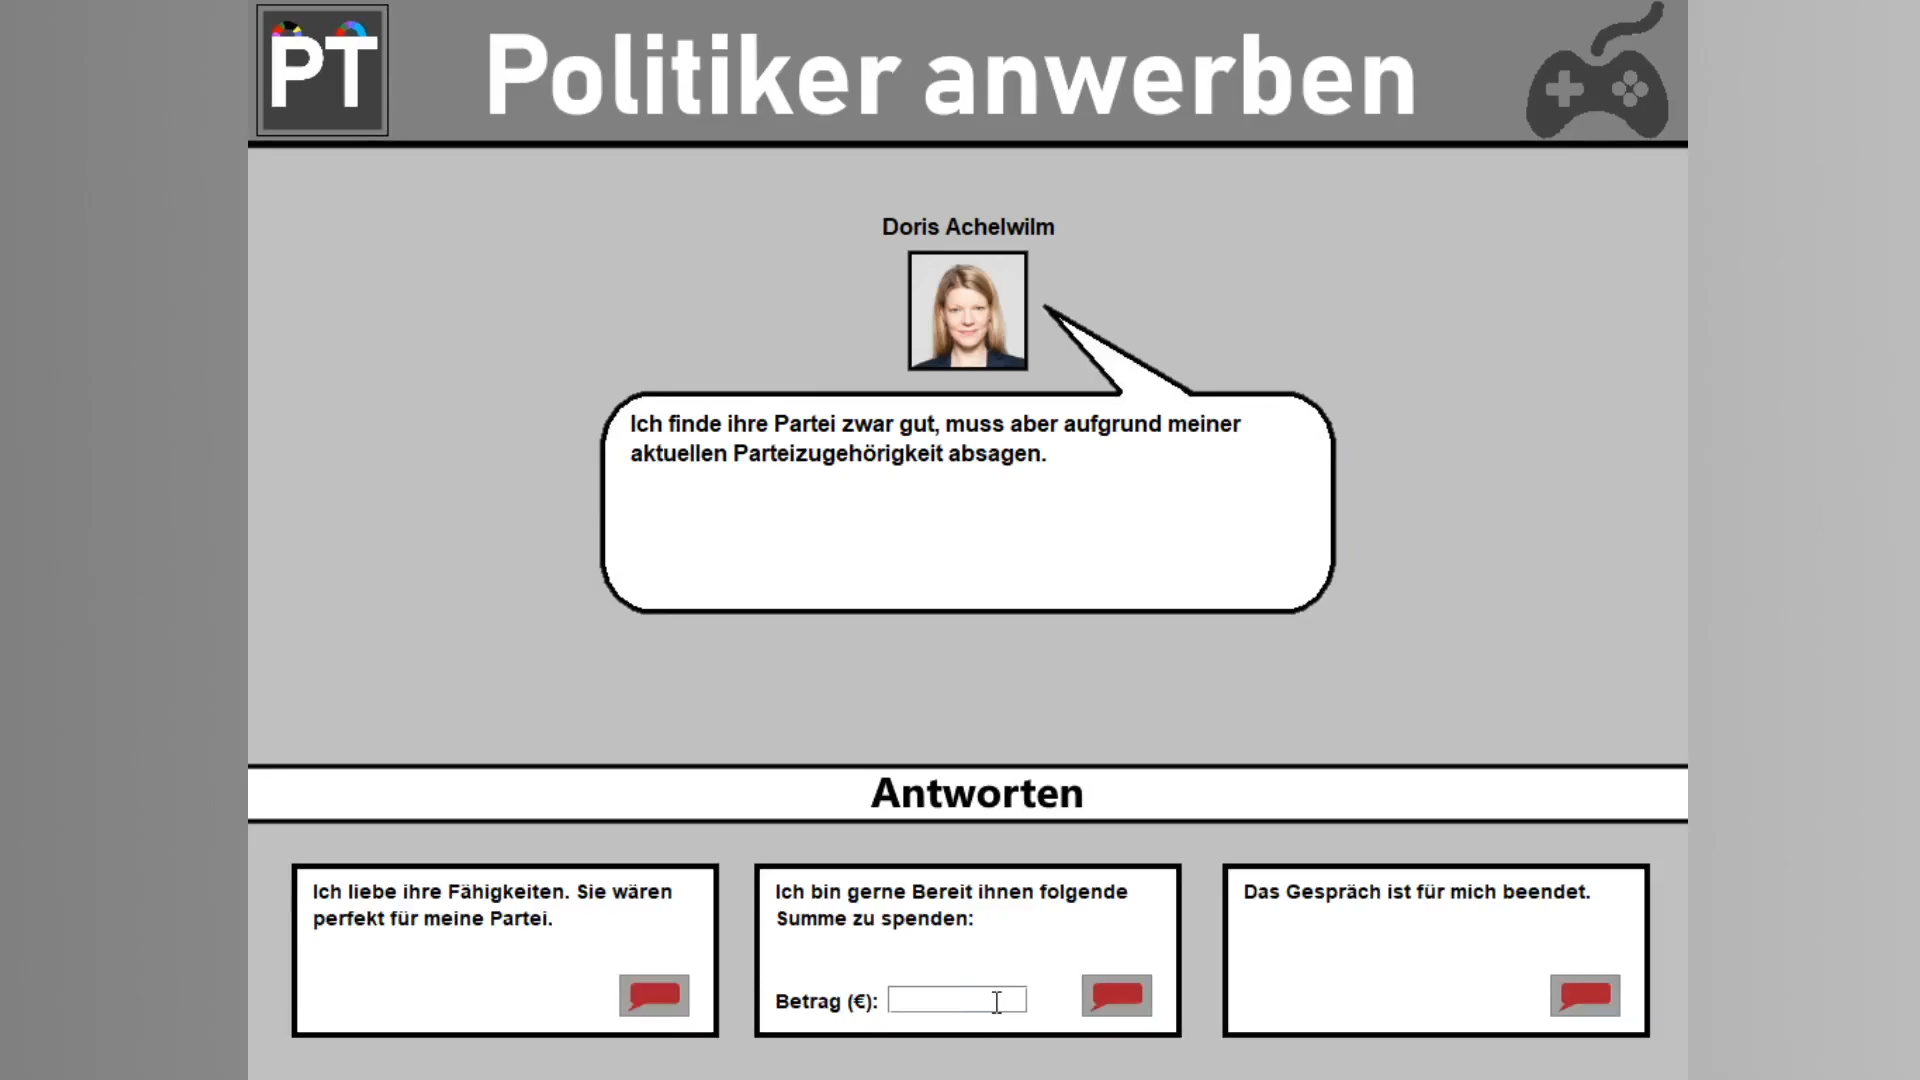 PT
Politiker anwerben
Doris Achelwilm
Ich finde ihre Partei zwar gut, muss aber aufgrund meiner
aktuellen Parteizugehörigkeit absagen.
Antworten
Ich liebe ihre Fähigkeiten. Sie wären
perfekt für meine Partei.
Ich bin gerne Bereit ihnen folgende
Summe zu spenden:
Betrag (€):
Das Gespräch ist für mich beendet.